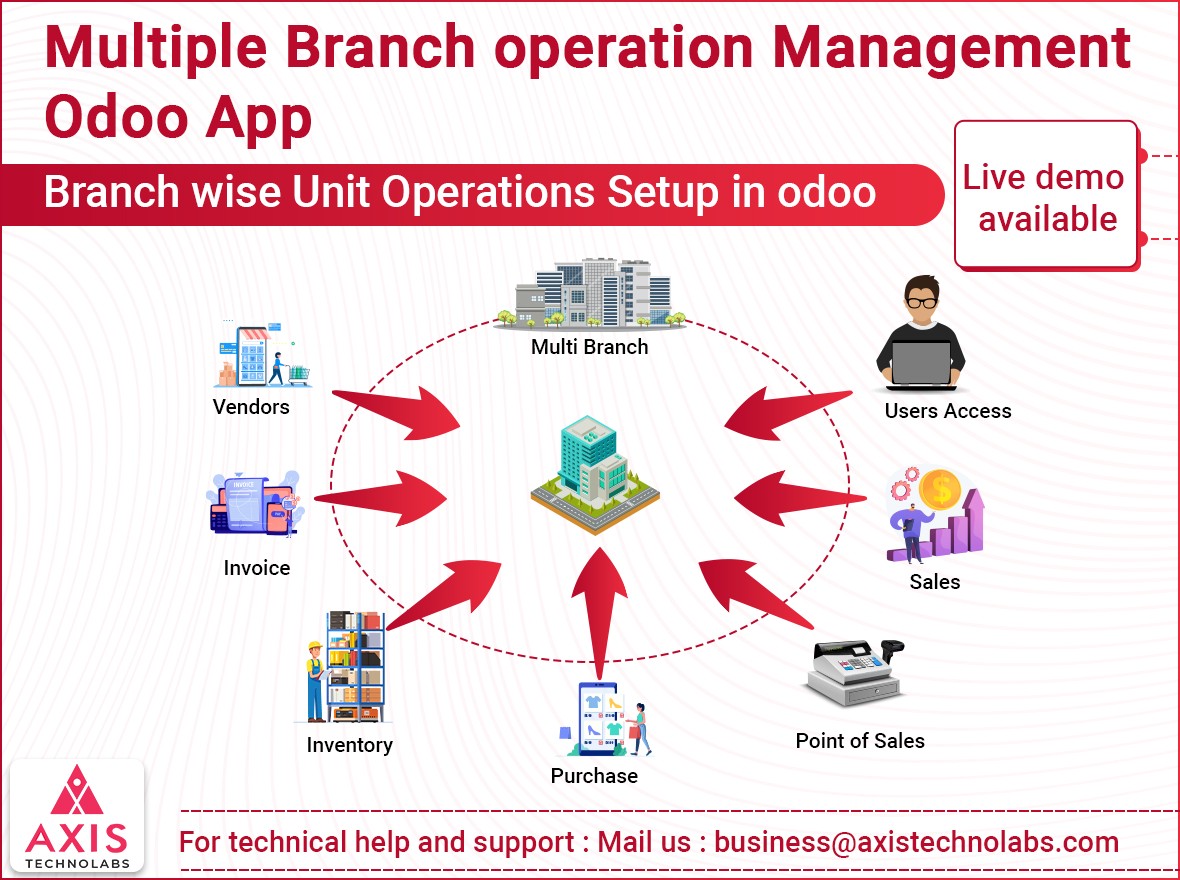 Multiple Branch operation Management
Odoo App
Branch wise Unit Operations Setup in odoo
Live demo
available
Multi Branch
Vendors
Users Access
INVOICE
Invoice
Sales
Inventory
Purchase
Point of Sales
AXIS
TECHNOLABS
For technical help and support : Mail us : business@axistechnolabs.com